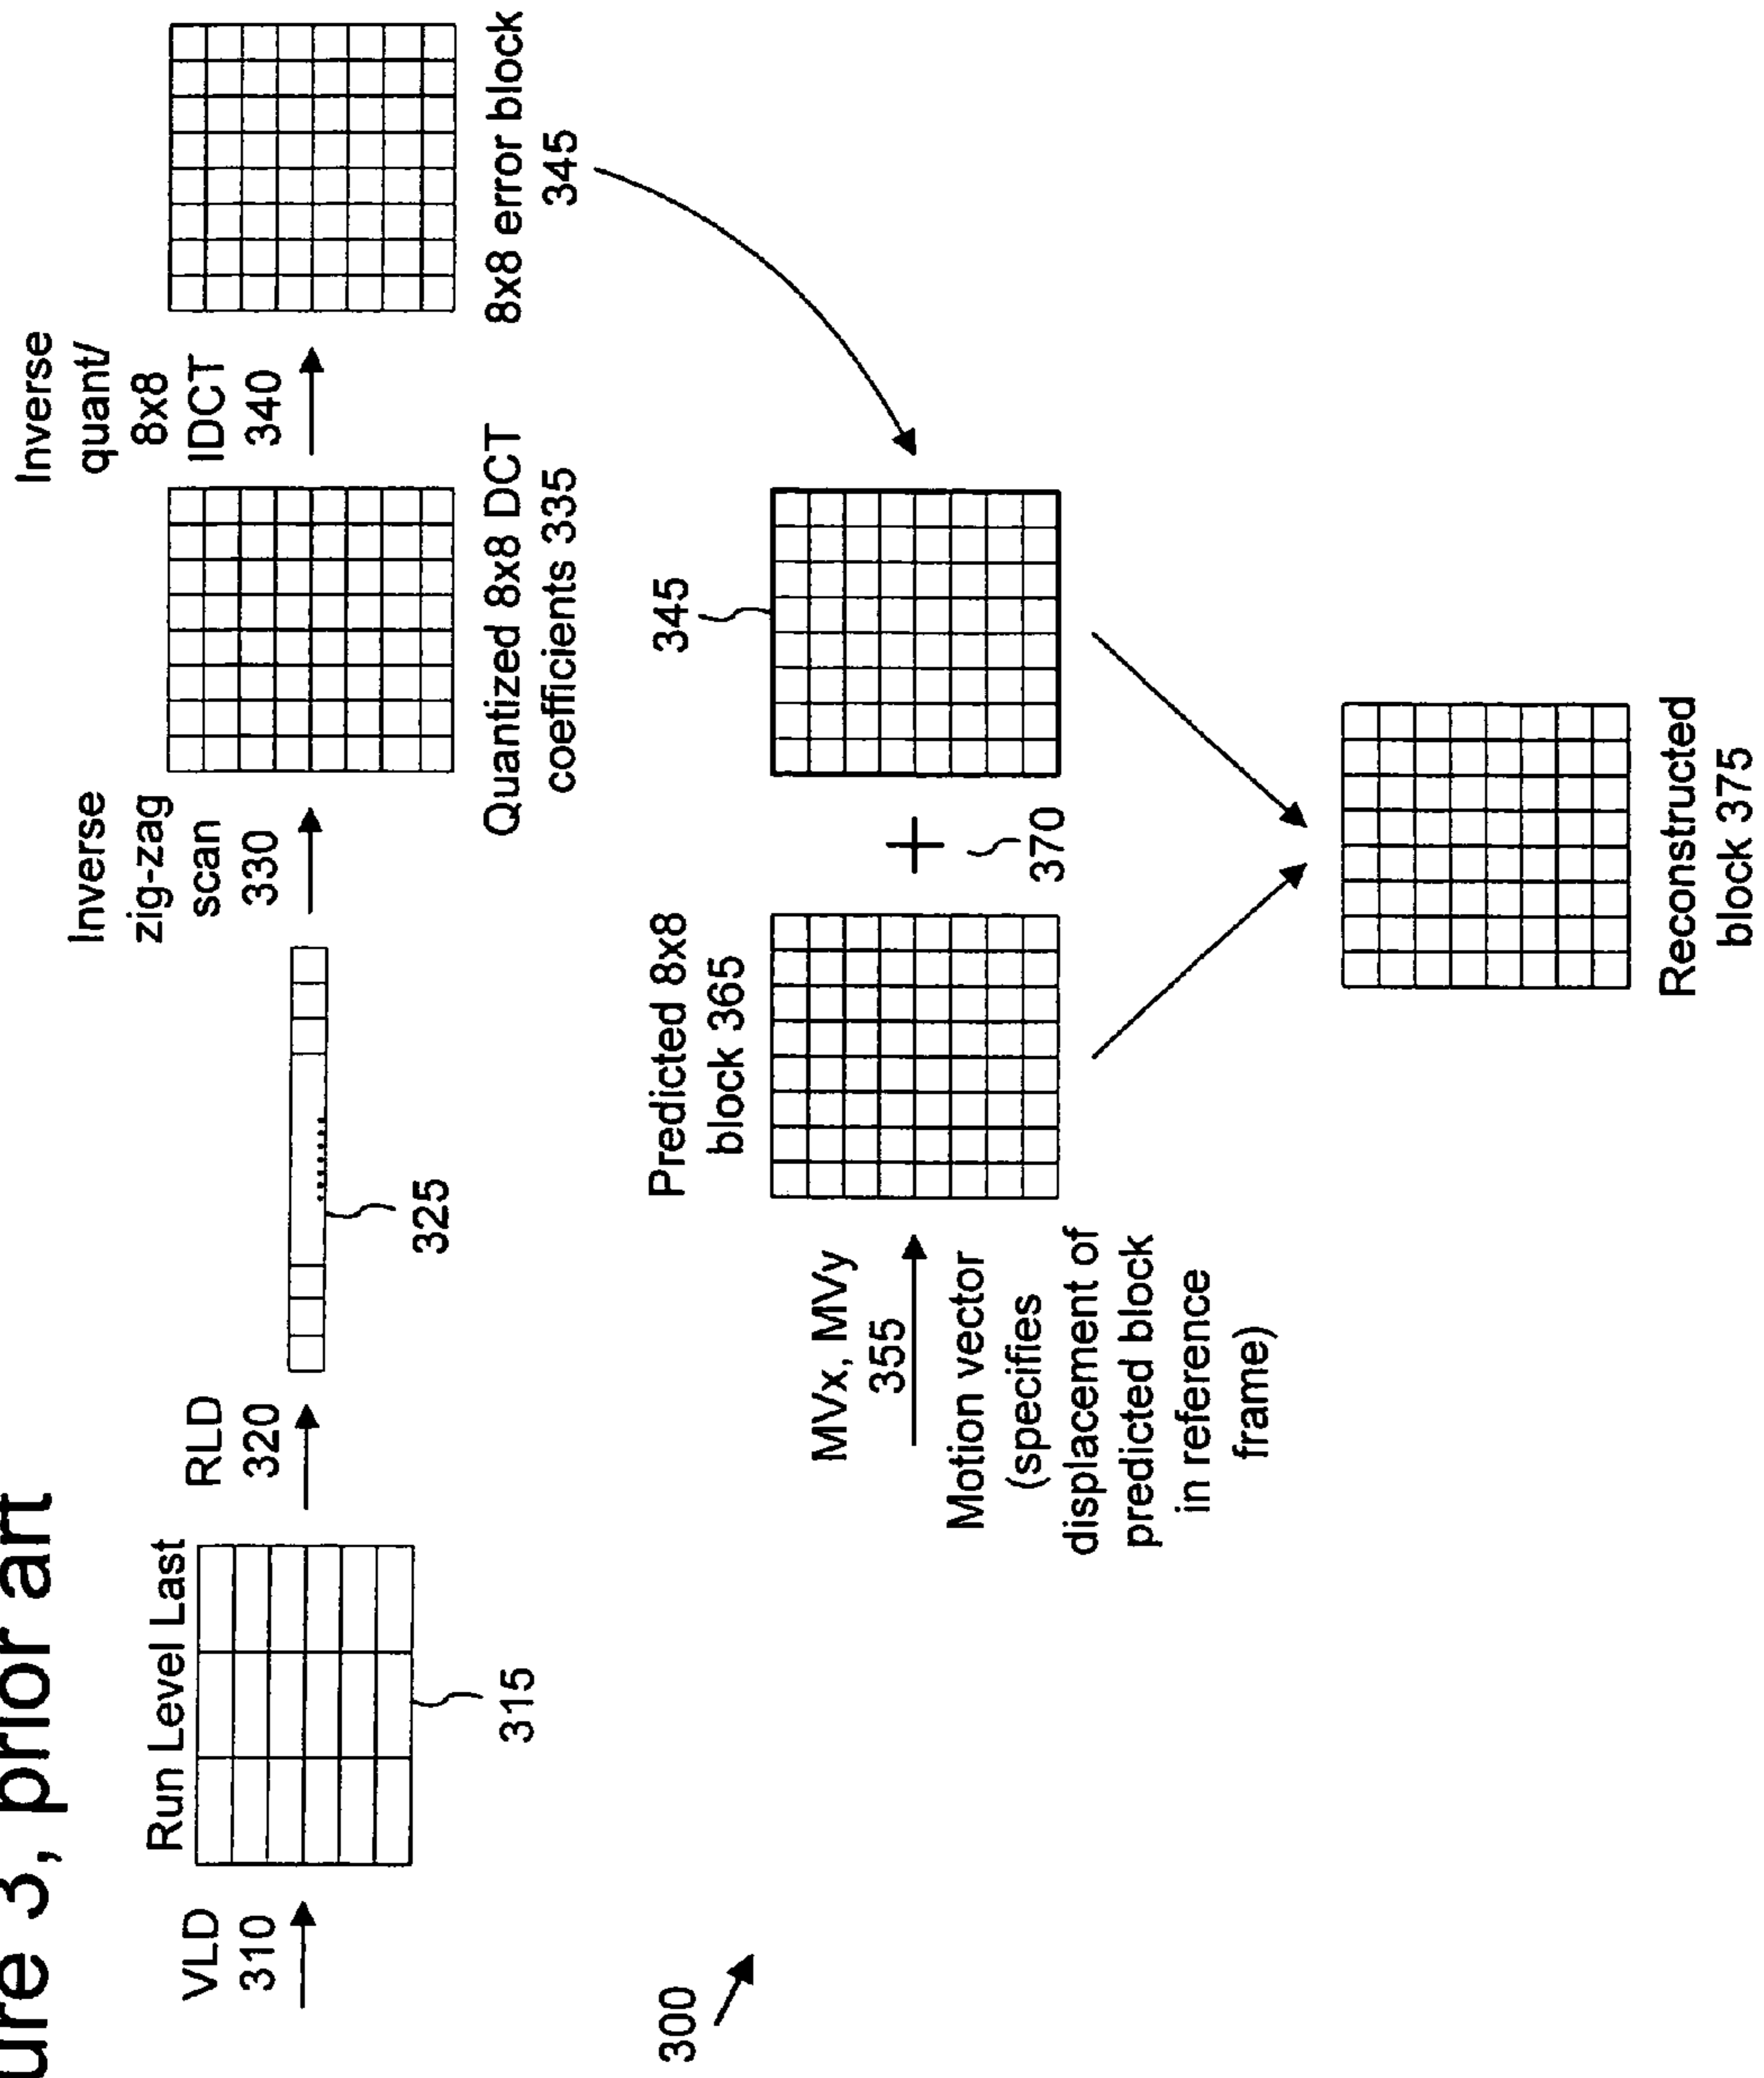 3, prior art
VLD
310
Run Level Last
315
RLD
320
325
Inverse
zig-zag
scan
330
Quantized 8x8 DCT
coefficients 335
Inverse
quant/
8x8
IDCT
340
8x8 error block
345
300
MVx, MVy
355
Motion vector
(specifies
displacement of
predicted block
in reference
frame)
Predicted 8x8
block 365
370
+
345
Reconstructed
block 375